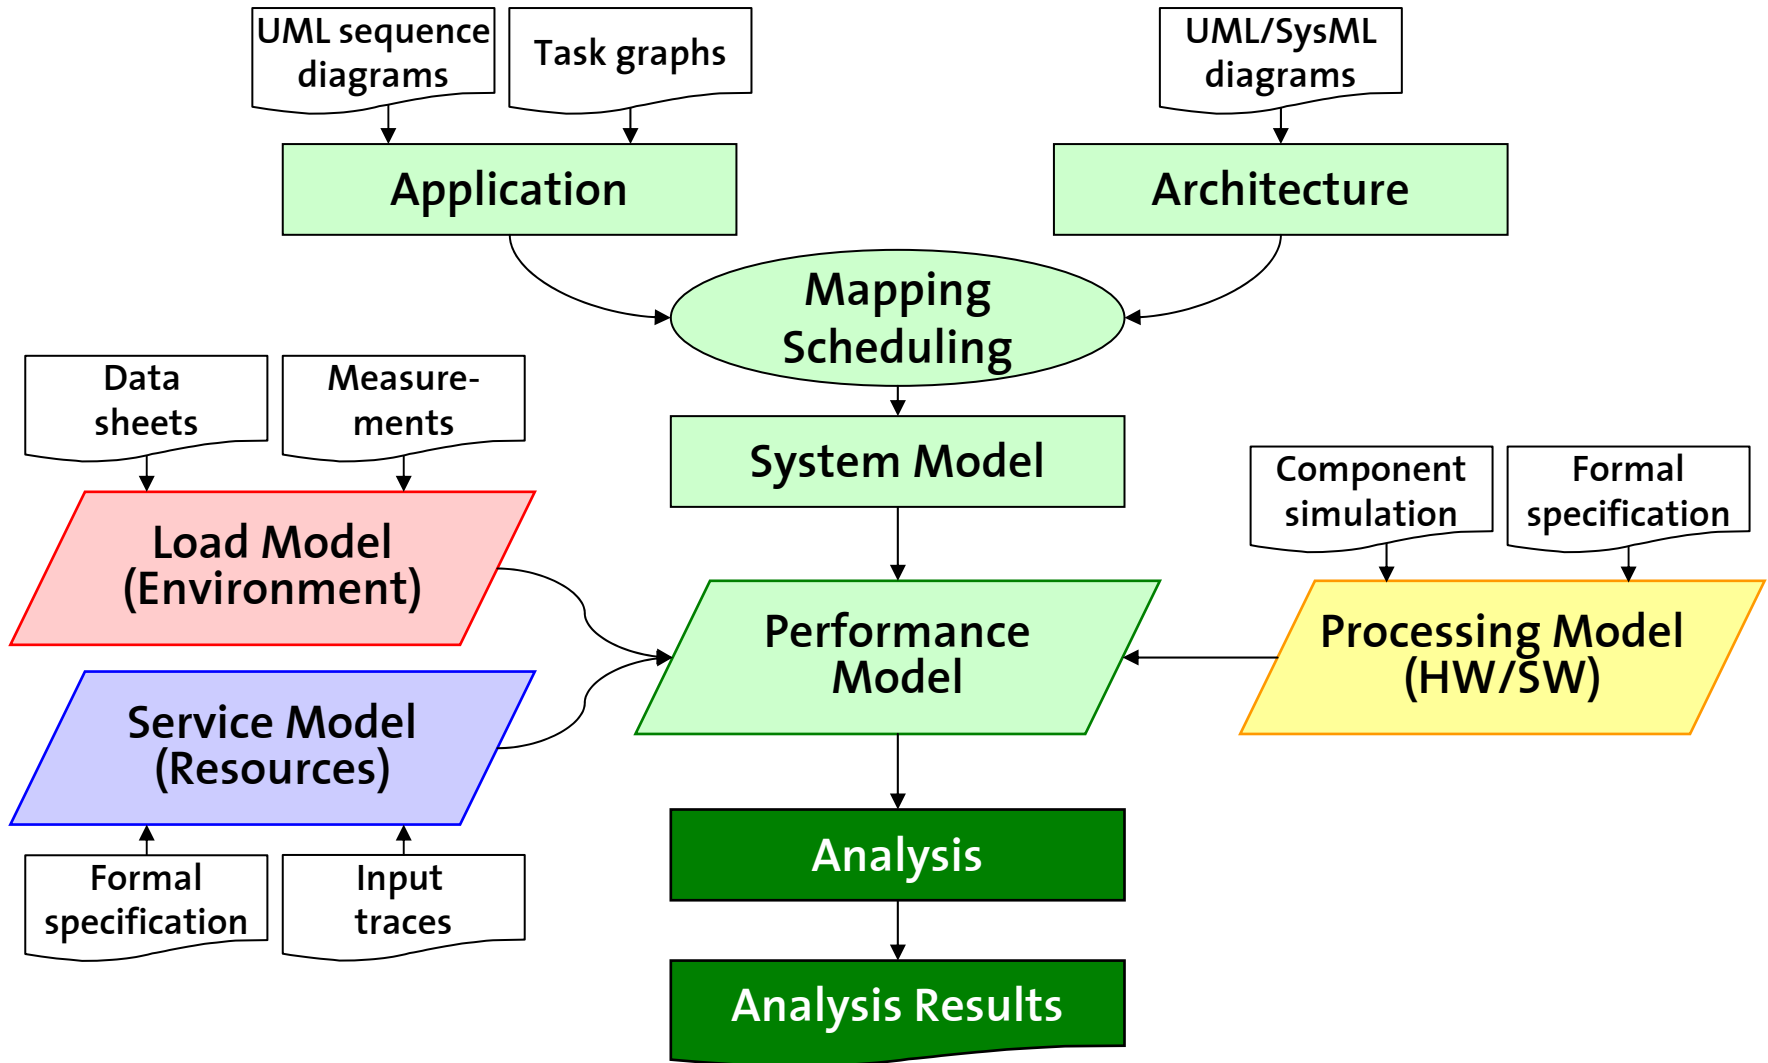 UML sequence
diagrams
Task graphs
UML/SysML
diagrams
Application
Architecture
Mapping
Scheduling
Data
sheets
Measure-
ments
System Model
Component
simulation
Formal
specification
Load Model
(Environment)
Performance
Model
Processing Model
(HW/SW)
Service Model
(Resources)
Analysis
Formal
specification
Input
traces
Analysis Results